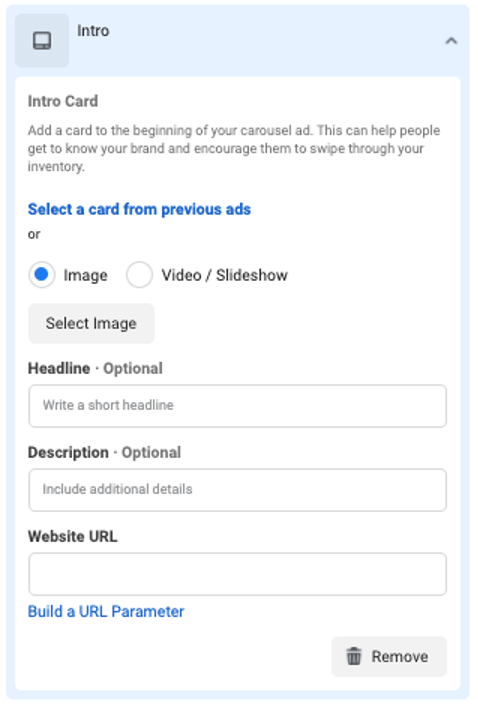 Intro
Intro Card
Add a card to the beginning of your carousel ad. This can help people
get to know your brand and encourage them to swipe through your
inventory.
Select a card from previous ads
or
Image Video / Slideshow
Select Image
Headline · Optional
Write a short headline
Description · Optional
Include additional details
Website URL
Build a URL Parameter
Remove